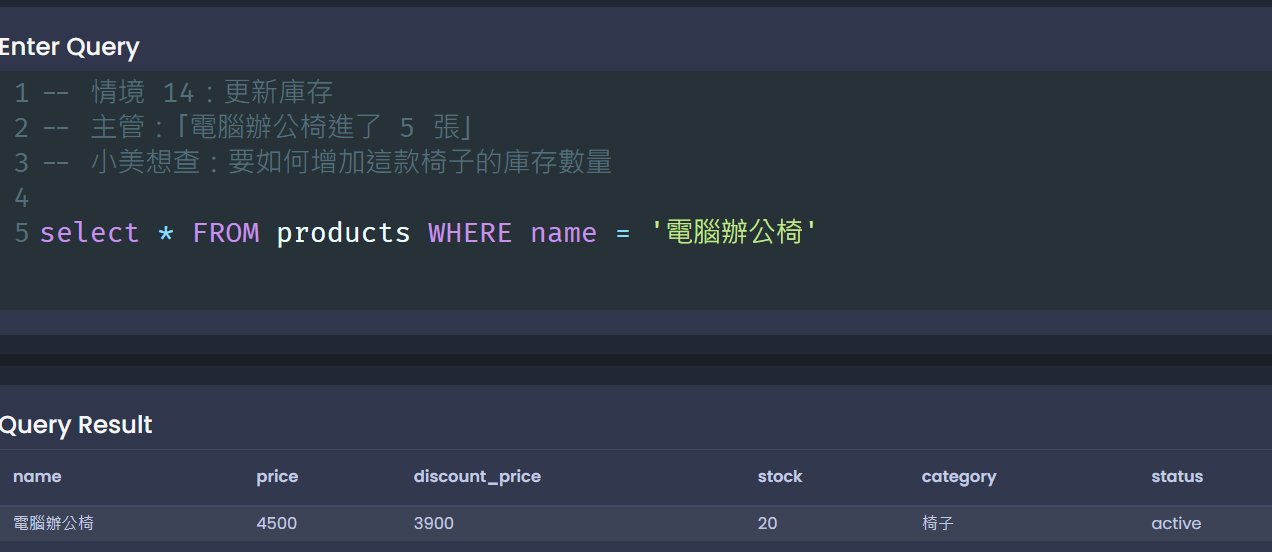 Enter Query
1 -- 情境 14：更新庫存
2 -- 主管：「電腦辦公椅進了 5 張」
3 -- 小美想查：要如何增加這款椅子的庫存數量
4
5 select * FROM products WHERE name = '電腦辦公椅'
Query Result
name price discount_price stock category status
電腦辦公椅 4500 3900 20 椅子 active